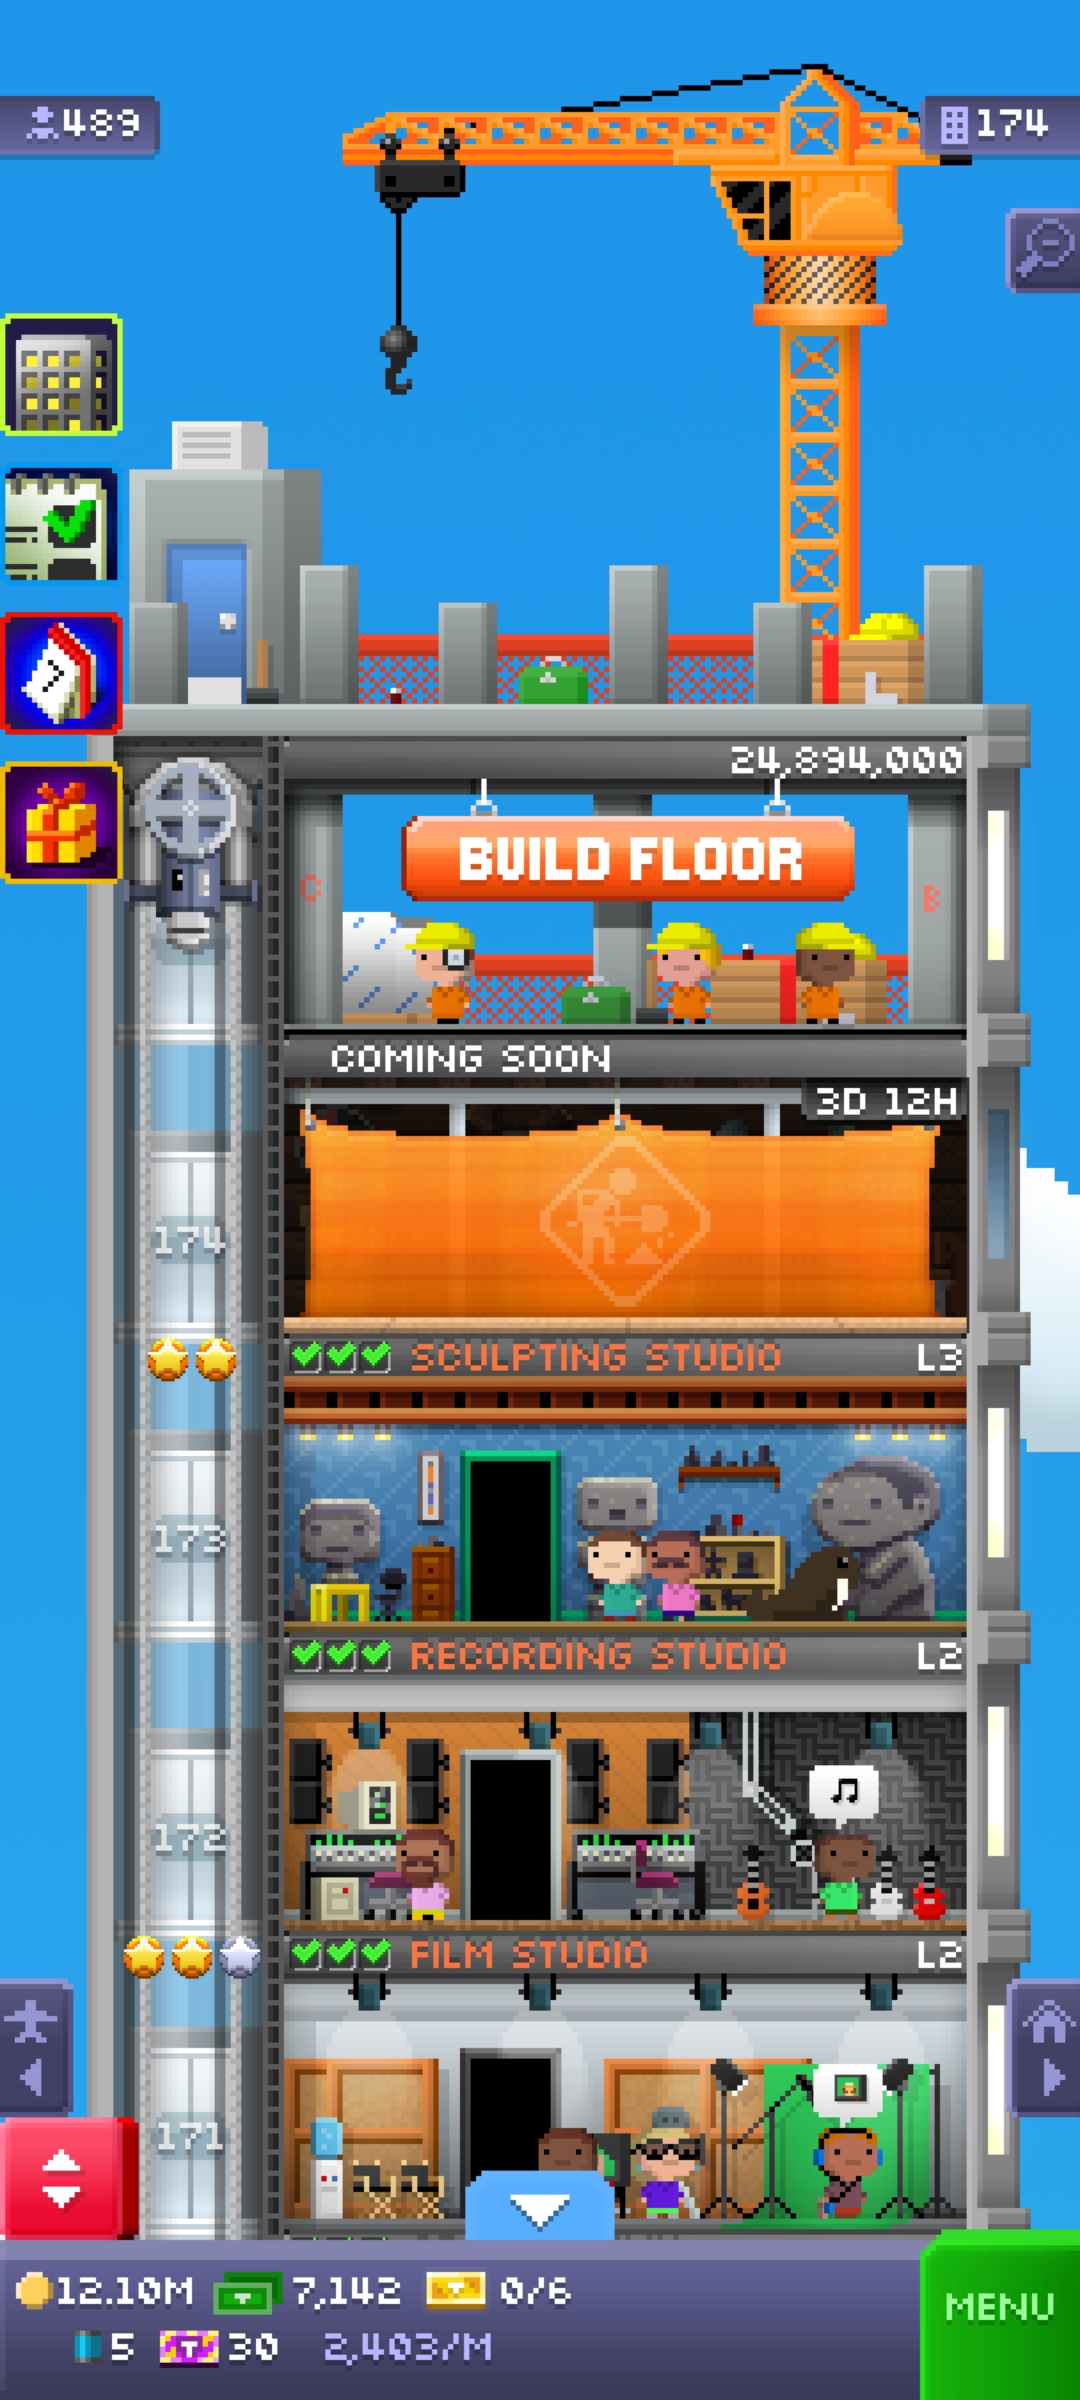 489
174
24,894,000
BUILD FLOOR
C
B
COMING SOON
3D 12H
174
SCULPTING STUDIO L3
173
RECORDING STUDIO L2
172
FILM STUDIO L2
171
12.10M 7,142 0/6
MENU
5 T 30 2,403/M